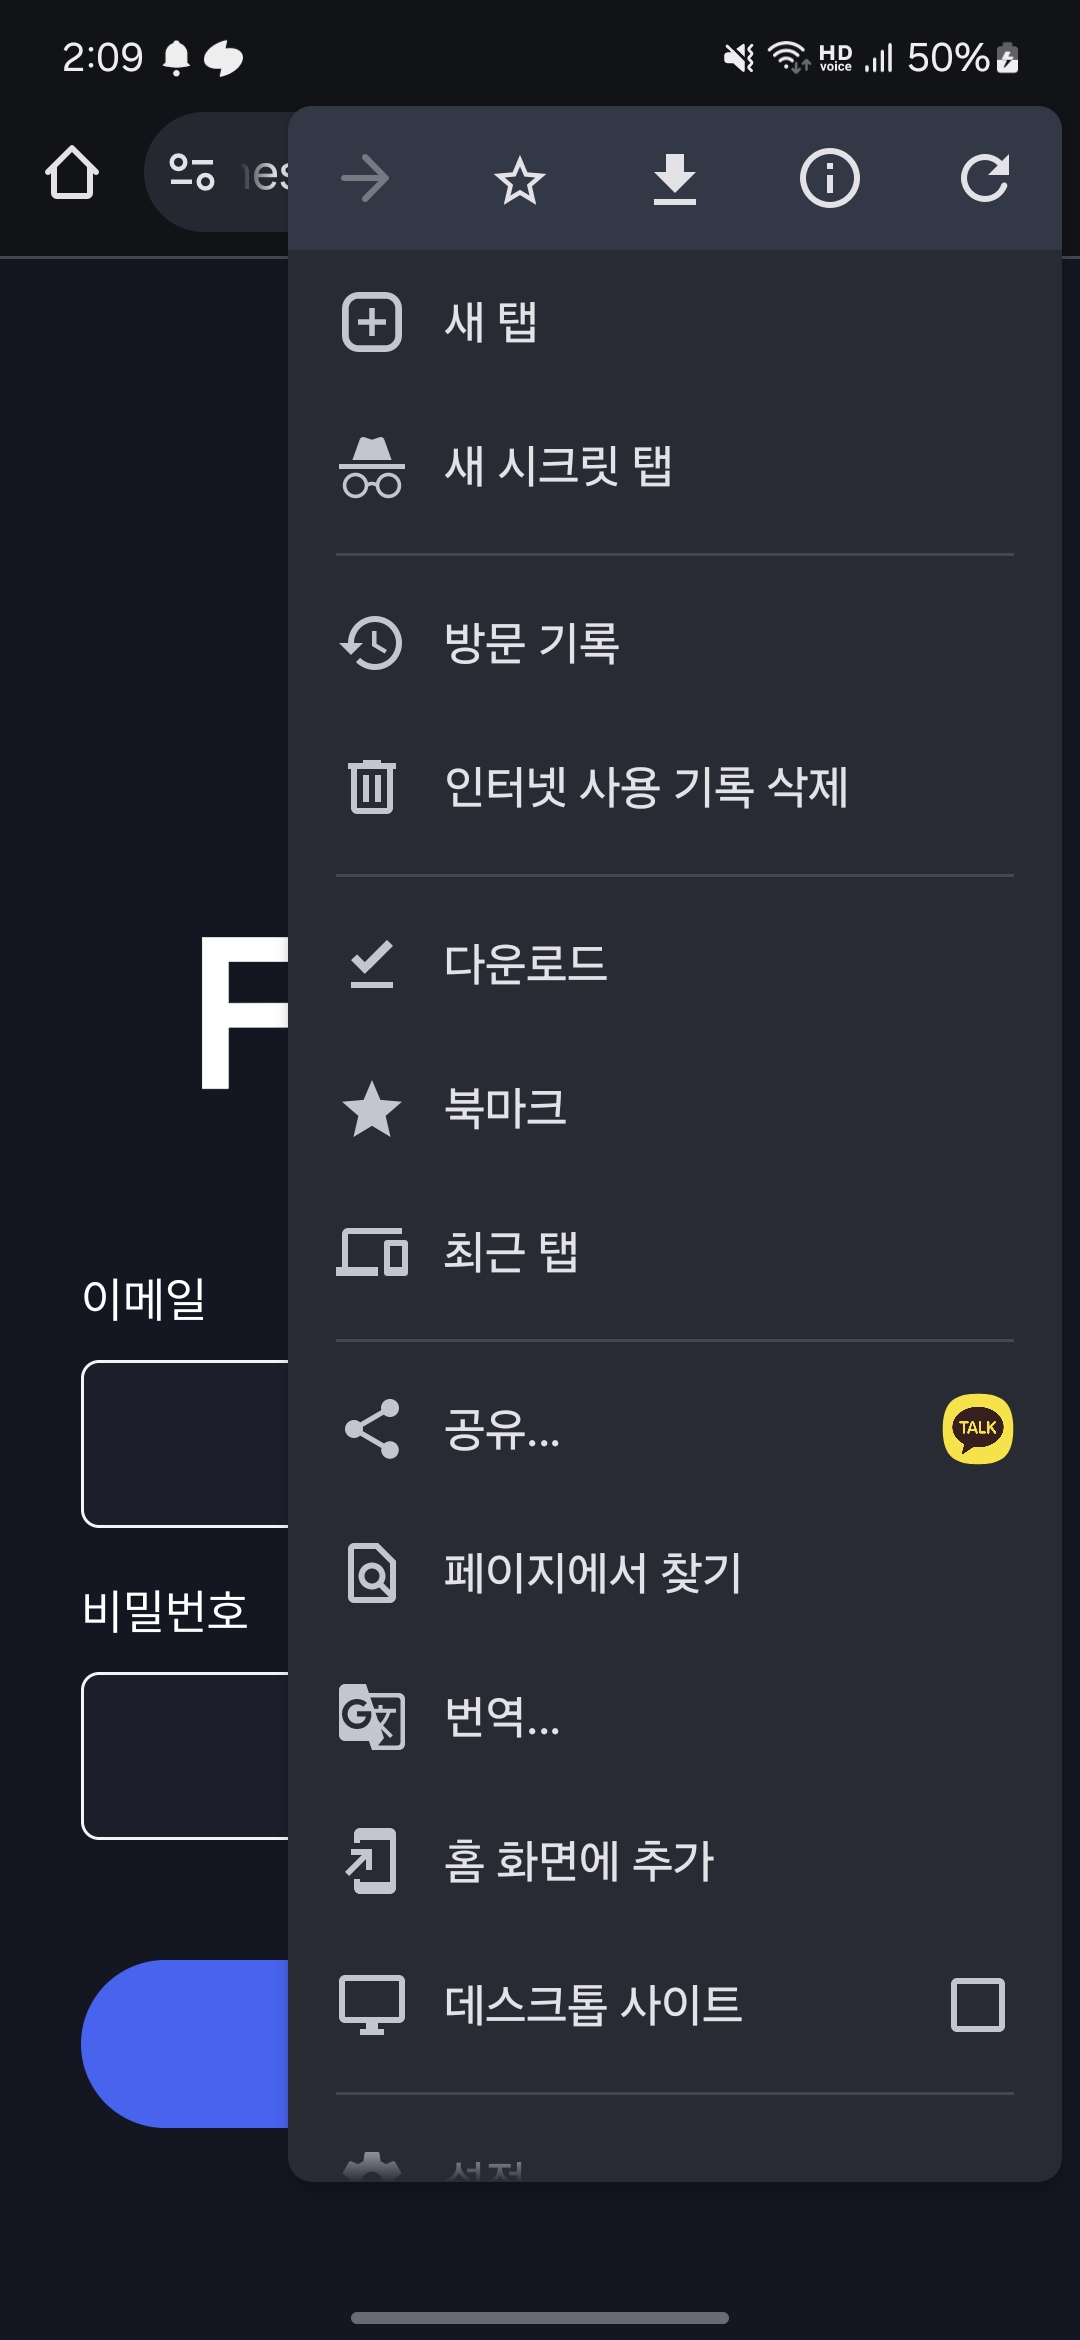 2:09
HD voice
50%
새 탭
새 시크릿 탭
방문 기록
인터넷 사용 기록 삭제
다운로드
북마크
최근 탭
F
이메일
공유...
TALK
페이지에서 찾기
비밀번호
번역...
홈 화면에 추가
데스크톱 사이트
설정